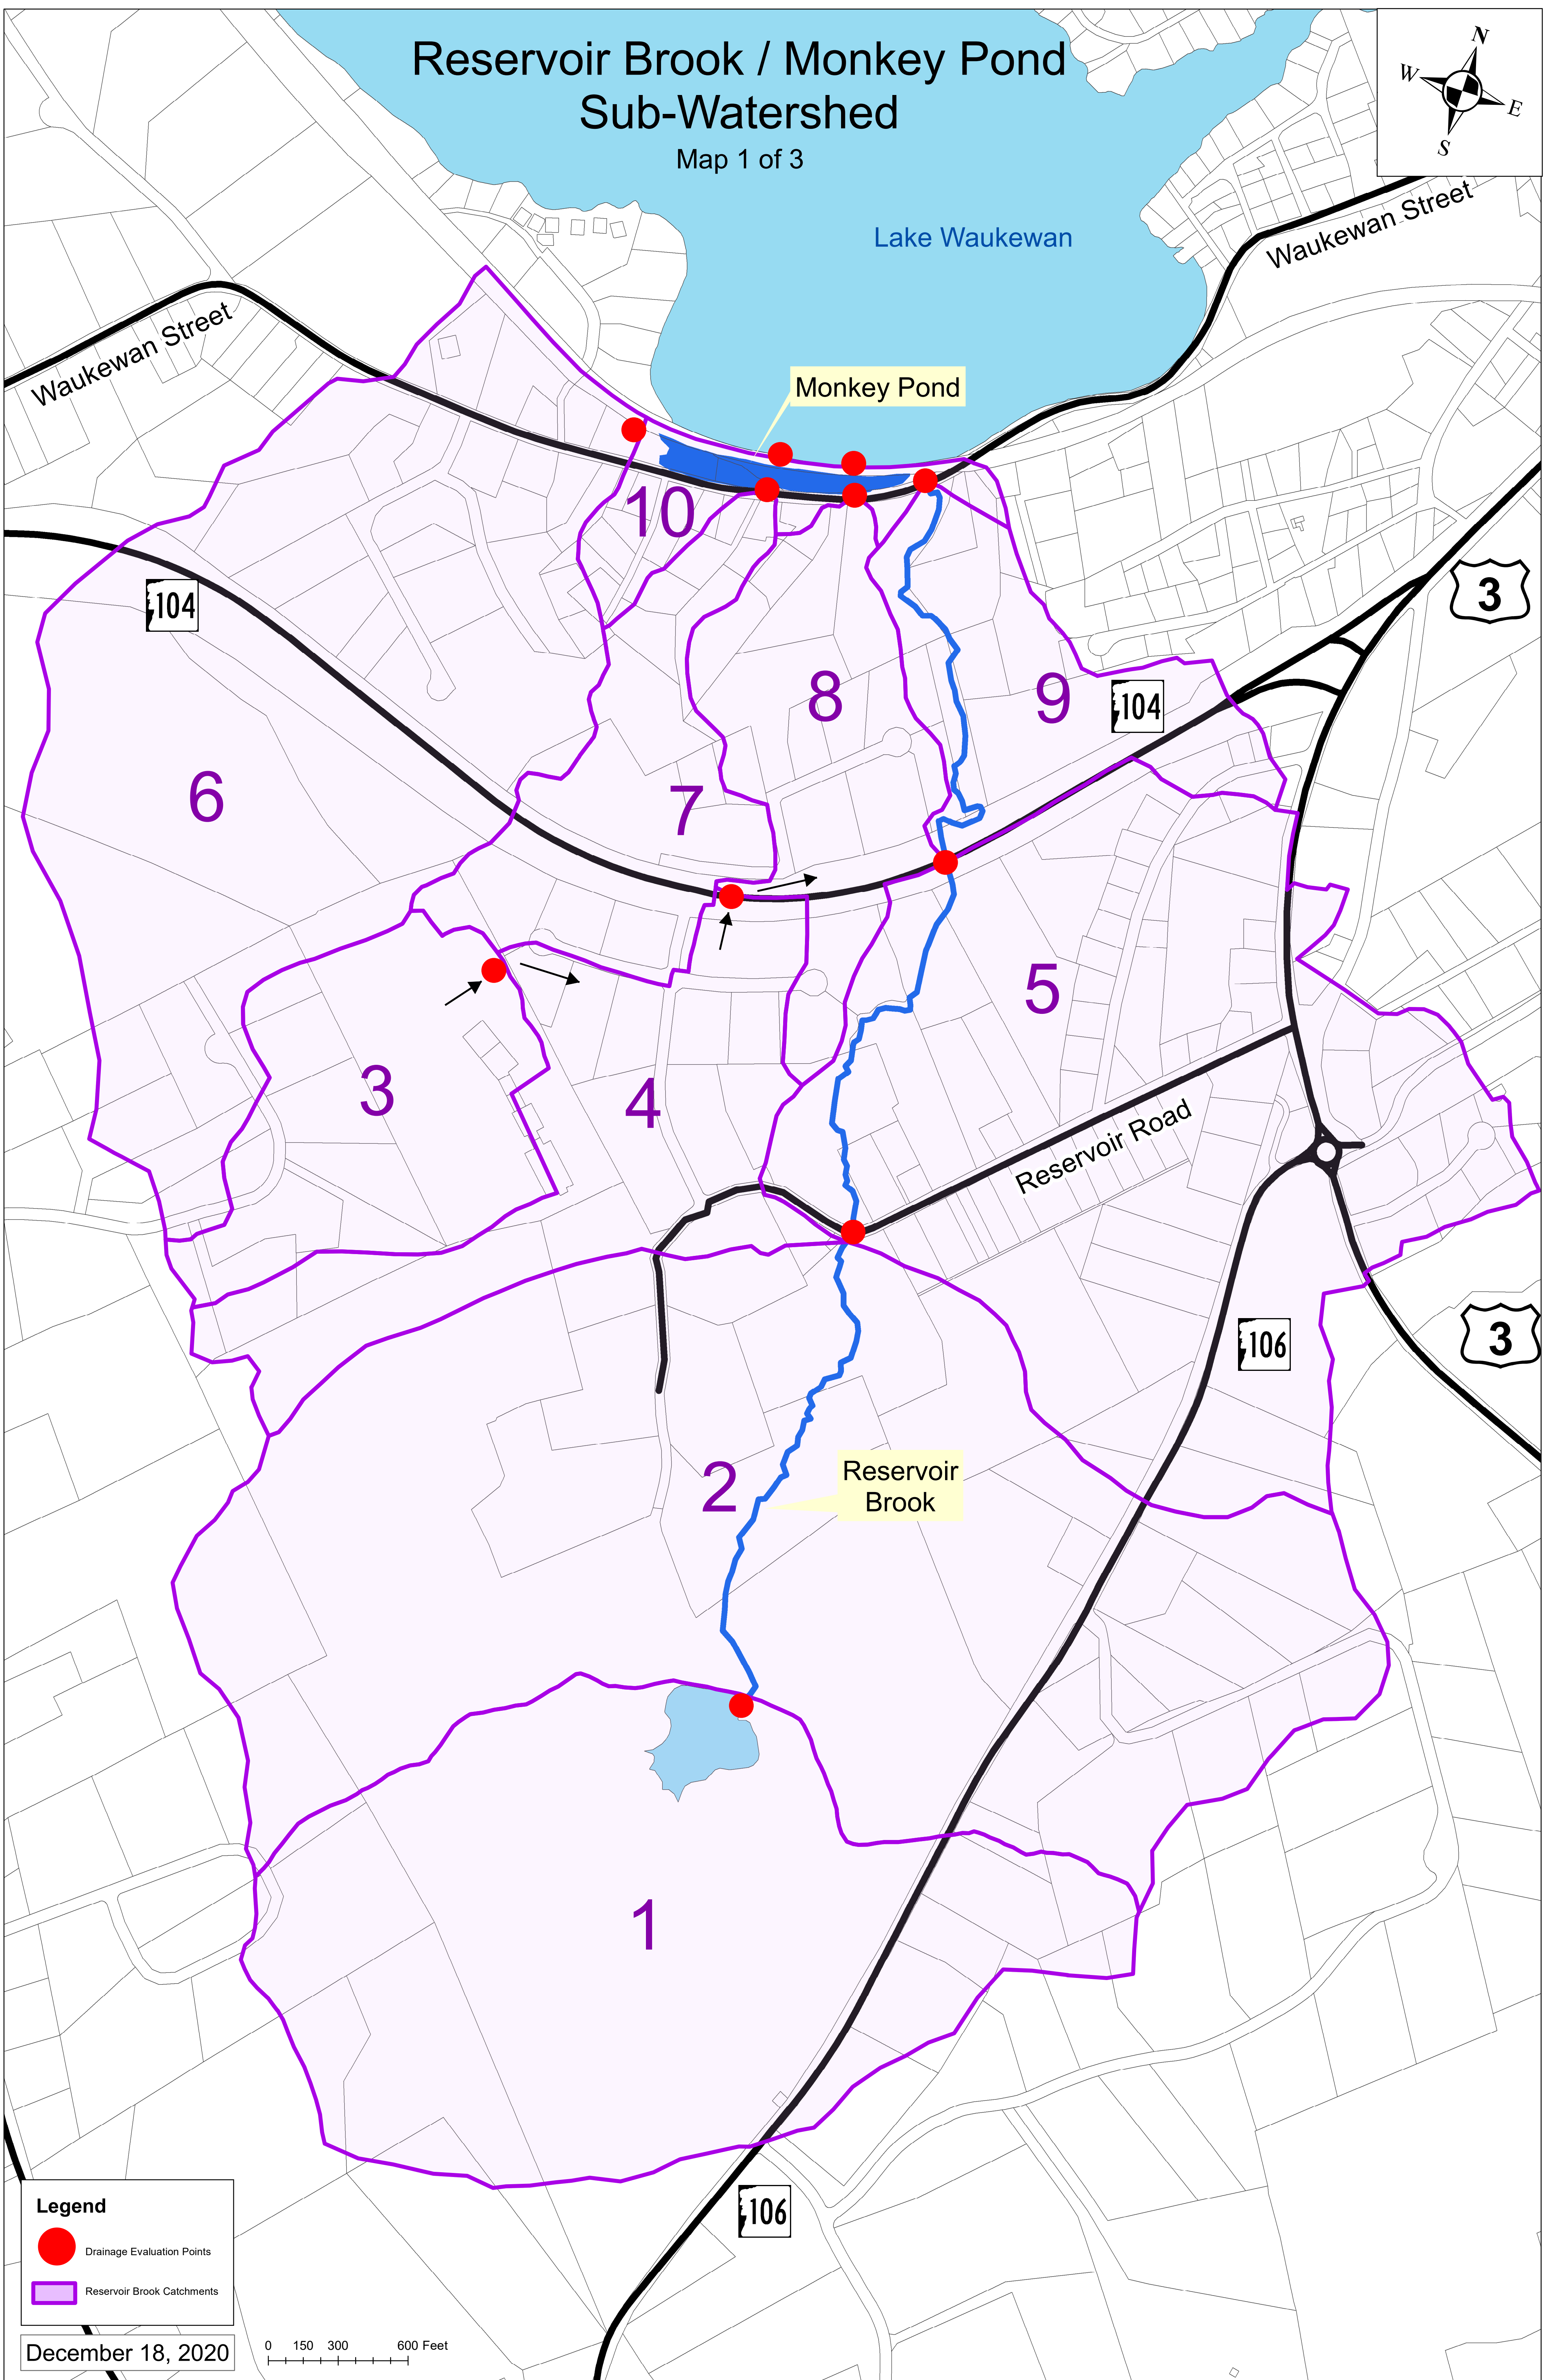 Reservoir Brook / Monkey Pond
Sub-Watershed
Map 1 of 3
N
W
E
S
Lake Waukewan
Waukewan Street
Waukewan Street
Monkey Pond
10
104
3
8
9
104
6
7
5
3
4
Reservoir Road
106
3
2
Reservoir
Brook
1
106
Legend
Drainage Evaluation Points
Reservoir Brook Catchments
December 18, 2020
0 150 300 600 Feet